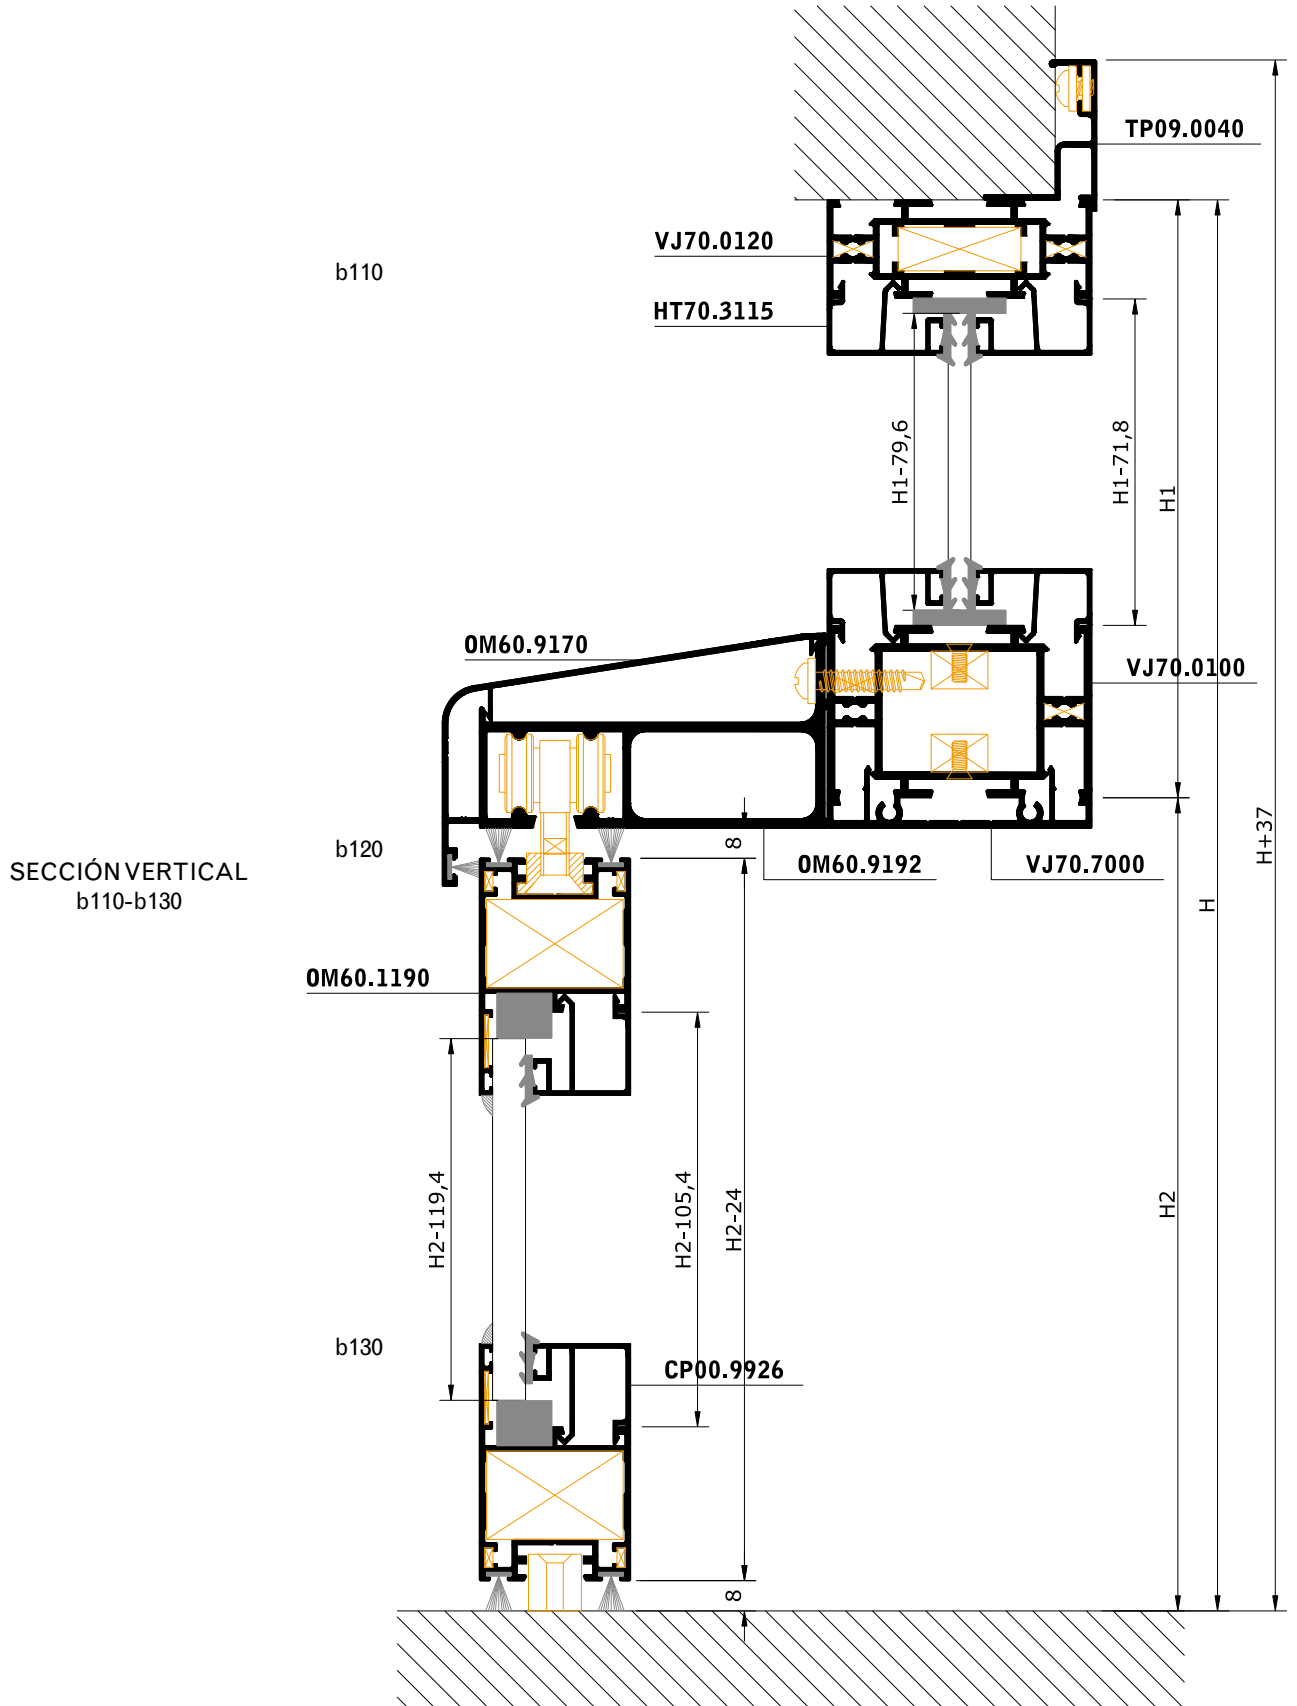 TP09.0040
VJ70.0120
b110
HT70.3115
H1-79,6
H1-71,8
H1
OM60.9170
VJ70.0100
8
b120
SECCIÓN VERTICAL
b110-b130
OM60.9192
VJ70.7000
H+37
H
OM60.1190
H2-119,4
H2-105,4
H2-24
H2
b130
CP00.9926
8